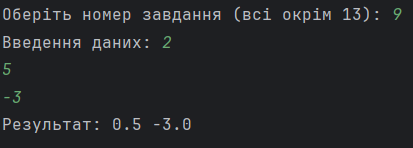 Оберіть номер завдання (всі окрім 13): 9
Введення даних: 2
5
-3
Результат: 0.5 -3.0